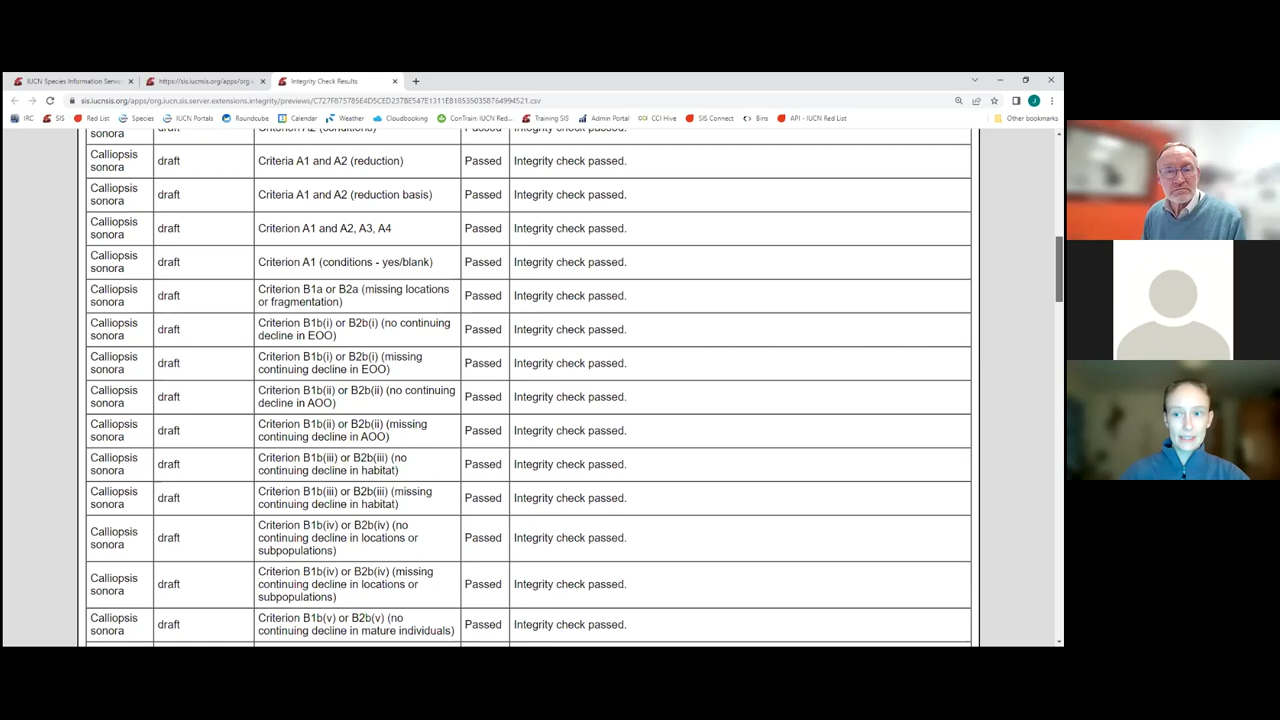 IUCN Species Information Servi
https://sis.iucnsis.org/apps/org.i
Integrity Check Results
sis.iucnsis.org/apps/org.iucn.sis.server.extensions.integrity/previews/C727F8757B5E4D5CED237BE547E1311E8185350358764994521.csv
IRC SIS Red List Species IUCN Portals Roundcube Calendar Weather Cloudbooking ConTrain: IUCN Red... Training SIS Admin Portal CCI Hive SIS Connect Bins API - IUCN Red List Other bookmarks
sonora Criterion A2 (conditions) Passed Integrity check passed.
Calliopsis
sonora draft Criteria A1 and A2 (reduction) Passed Integrity check passed.
Calliopsis
sonora draft Criteria A1 and A2 (reduction basis) Passed Integrity check passed.
Calliopsis
sonora draft Criterion A1 and A2, A3, A4 Passed Integrity check passed.
Calliopsis
sonora draft Criterion A1 (conditions - yes/blank) Passed Integrity check passed.
Calliopsis draft Criterion B1a or B2a (missing locations Passed Integrity check passed.
sonora or fragmentation)
Calliopsis draft Criterion B1b(i) or B2b(i) (no continuing Passed Integrity check passed.
sonora decline in EOO)
Calliopsis draft Criterion B1b(i) or B2b(i) (missing Passed Integrity check passed.
sonora continuing decline in EOO)
Calliopsis draft Criterion B1b(ii) or B2b(ii) (no continuing Passed Integrity check passed.
sonora decline in AOO)
Calliopsis draft Criterion B1b(ii) or B2b(ii) (missing Passed Integrity check passed.
sonora continuing decline in AOO)
Calliopsis draft Criterion B1b(iii) or B2b(iii) (no Passed Integrity check passed.
sonora continuing decline in habitat)
Calliopsis draft Criterion B1b(iii) or B2b(iii) (missing Passed Integrity check passed.
sonora continuing decline in habitat)
Calliopsis draft Criterion B1b(iv) or B2b(iv) (no Passed Integrity check passed.
sonora continuing decline in locations or
subpopulations)
Calliopsis draft Criterion B1b(iv) or B2b(iv) (missing Passed Integrity check passed.
sonora continuing decline in locations or
subpopulations)
Calliopsis draft Criterion B1b(v) or B2b(v) (no Passed Integrity check passed.
sonora continuing decline in mature individuals)